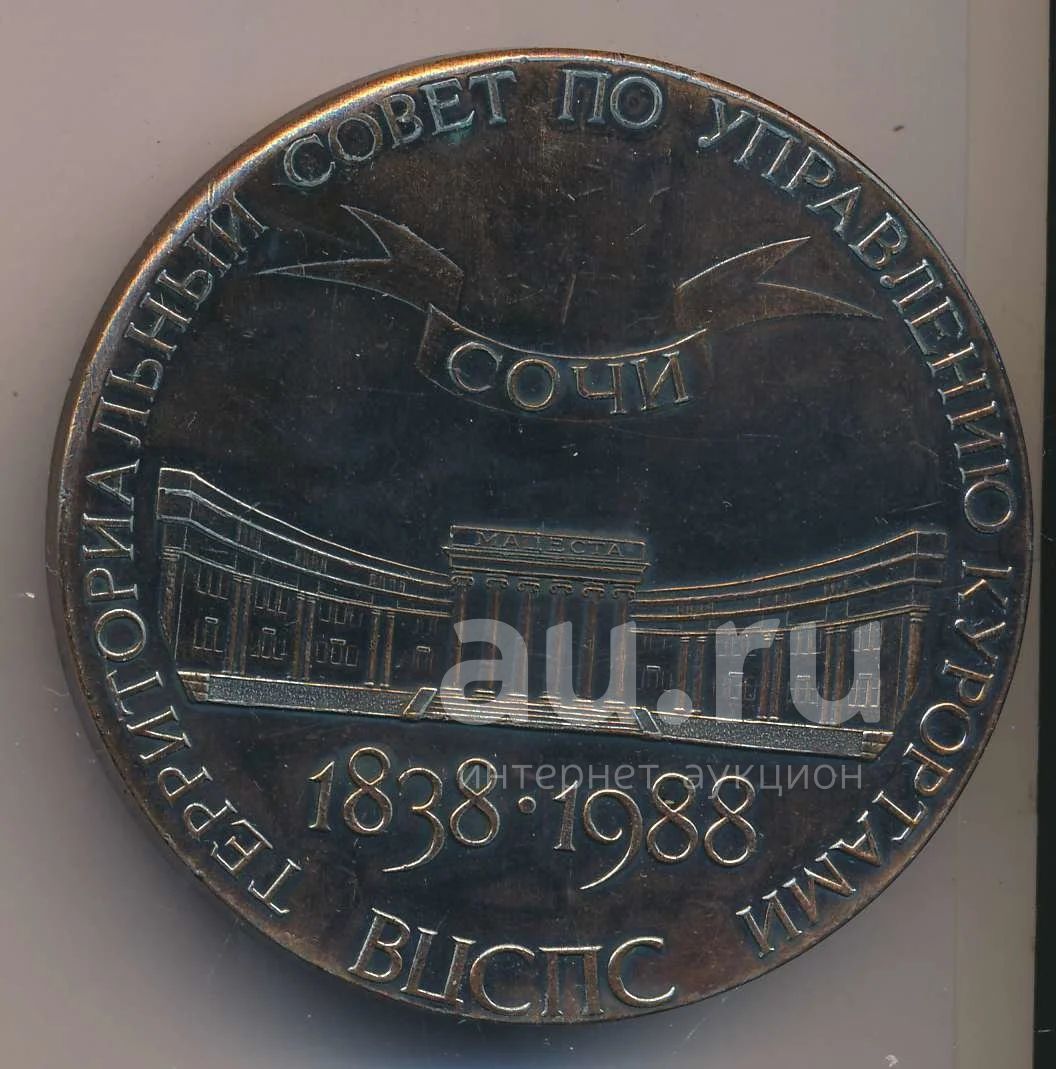 ТЕРРИТОРИАЛЬНЫЙ СОВЕТ ПО УПРАВЛЕНИЮ КУРОРТАМИ
СОЧИ
МАЦЕСТА
au.ru
интернет аукцион
1838·1988
ВЦСПС